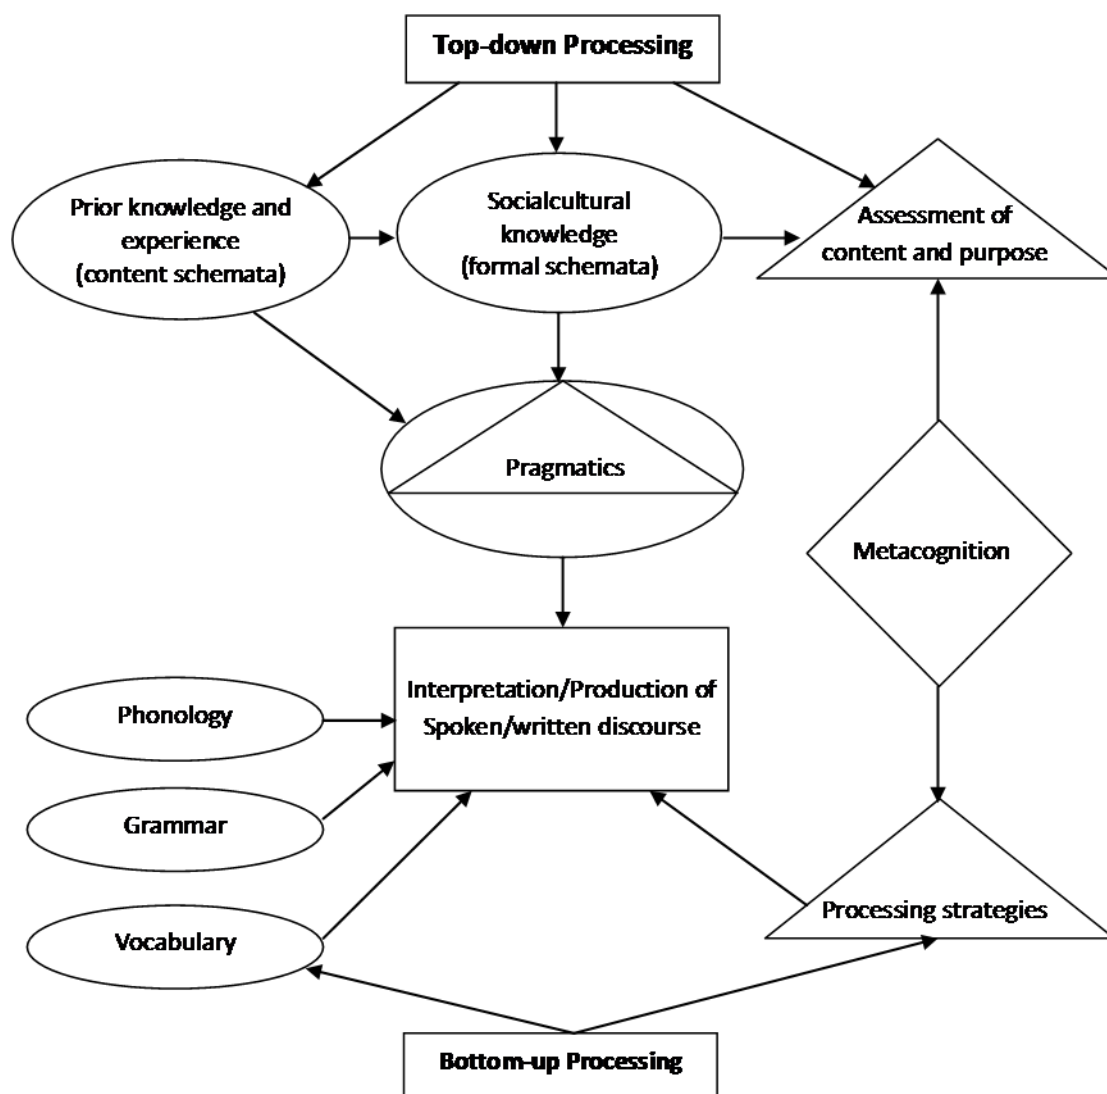 Top-down Processing
Prior knowledge and
experience
(content schemata)
Socialcultural
knowledge
(formal schemata)
Assessment of
content and purpose
Pragmatics
Metacognition
Interpretation/Production of
Spoken/written discourse
Phonology
Grammar
Vocabulary
Processing strategies
Bottom-up Processing